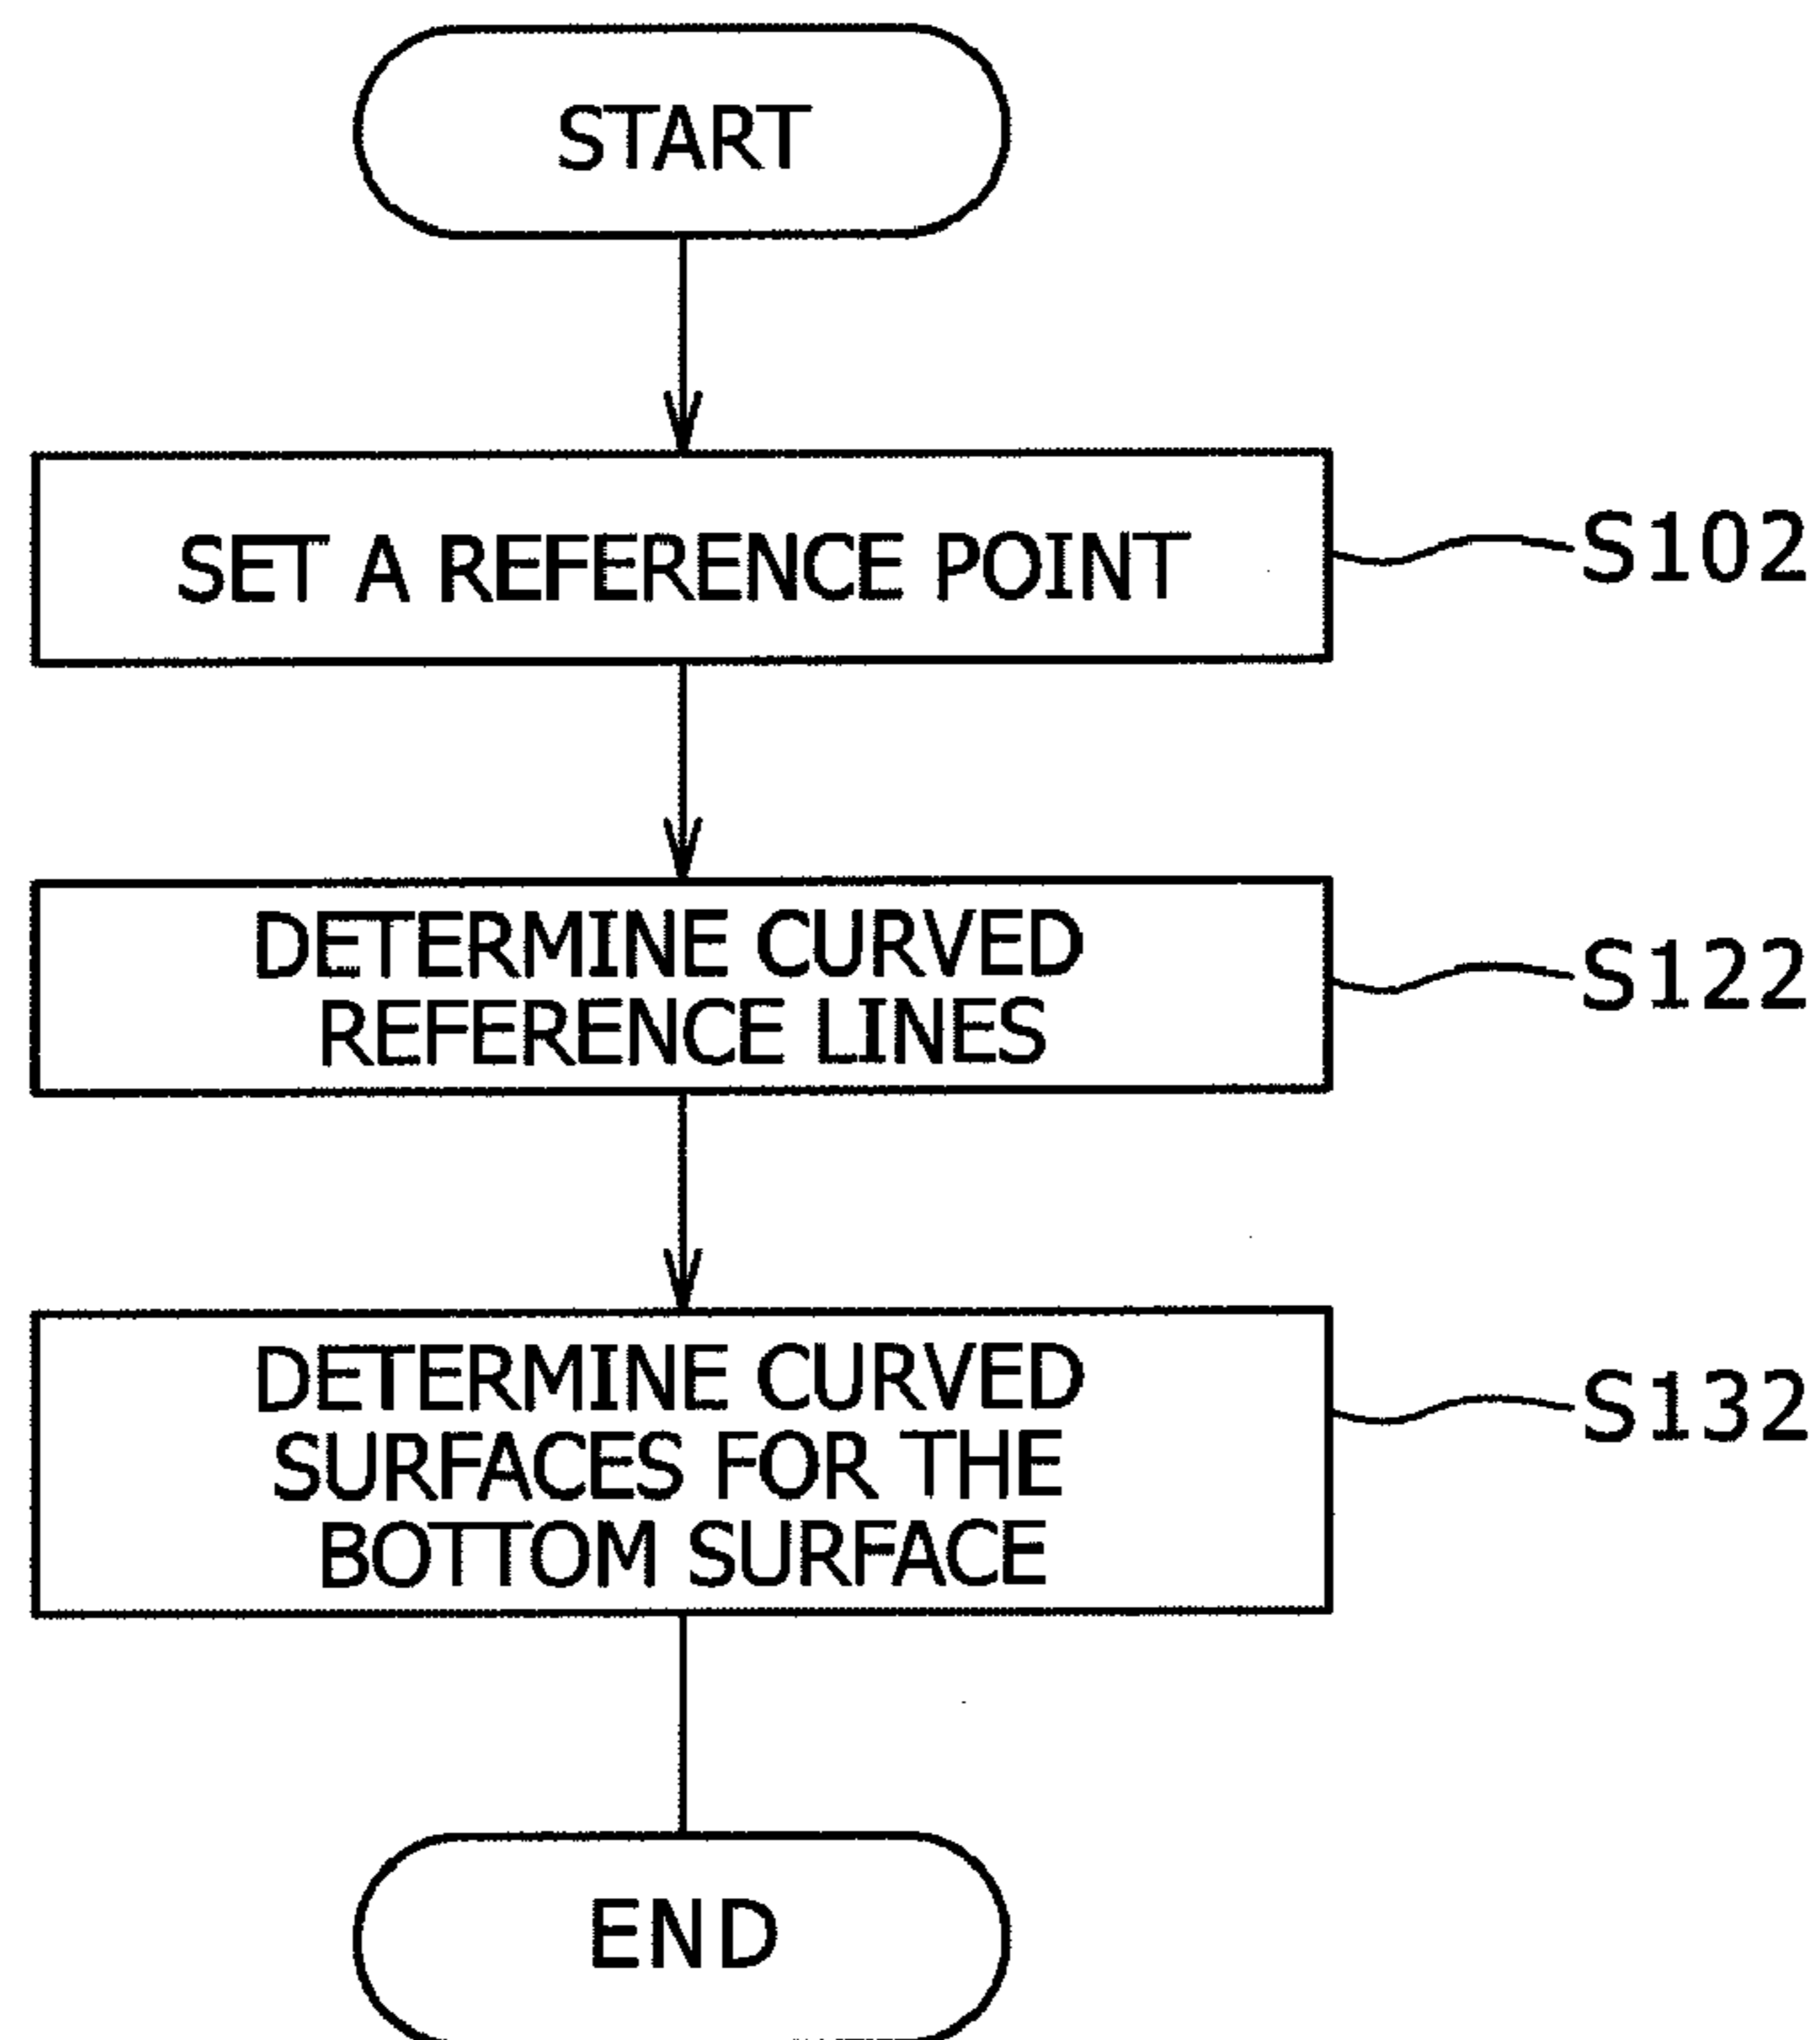 START
SET A REFERENCE POINT
S102
DETERMINE CURVED
REFERENCE LINES
S122
DETERMINE CURVED
SURFACES FOR THE
BOTTOM SURFACE
S132
END